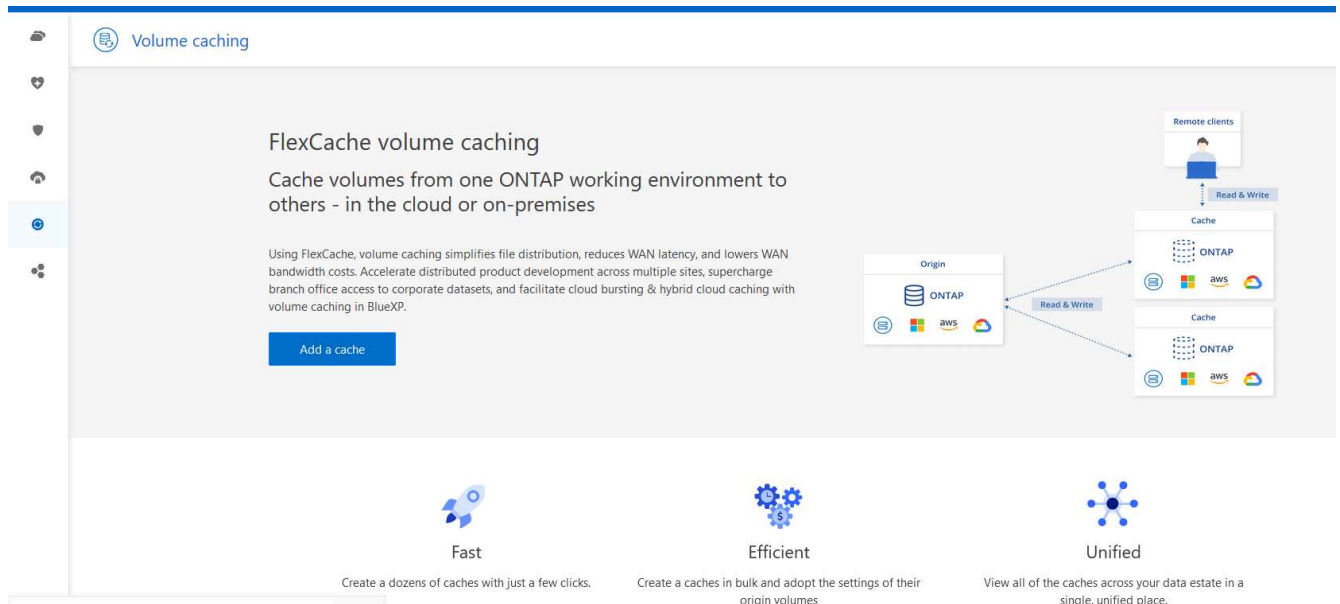 Volume caching
FlexCache volume caching
Cache volumes from one ONTAP working environment to
others - in the cloud or on-premises
Using FlexCache, volume caching simplifies file distribution, reduces WAN latency, and lowers WAN
bandwidth costs. Accelerate distributed product development across multiple sites, supercharge
branch office access to corporate datasets, and facilitate cloud bursting & hybrid cloud caching with
volume caching in BlueXP.
Add a cache
Remote clients
Read & Write
Cache
ONTAP
aws
Origin
ONTAP
aws
Read & Write
Cache
ONTAP
aws
Fast
Create a dozens of caches with just a few clicks.
Efficient
Create a caches in bulk and adopt the settings of their
origin volumes
Unified
View all of the caches across your data estate in a
single, unified place.